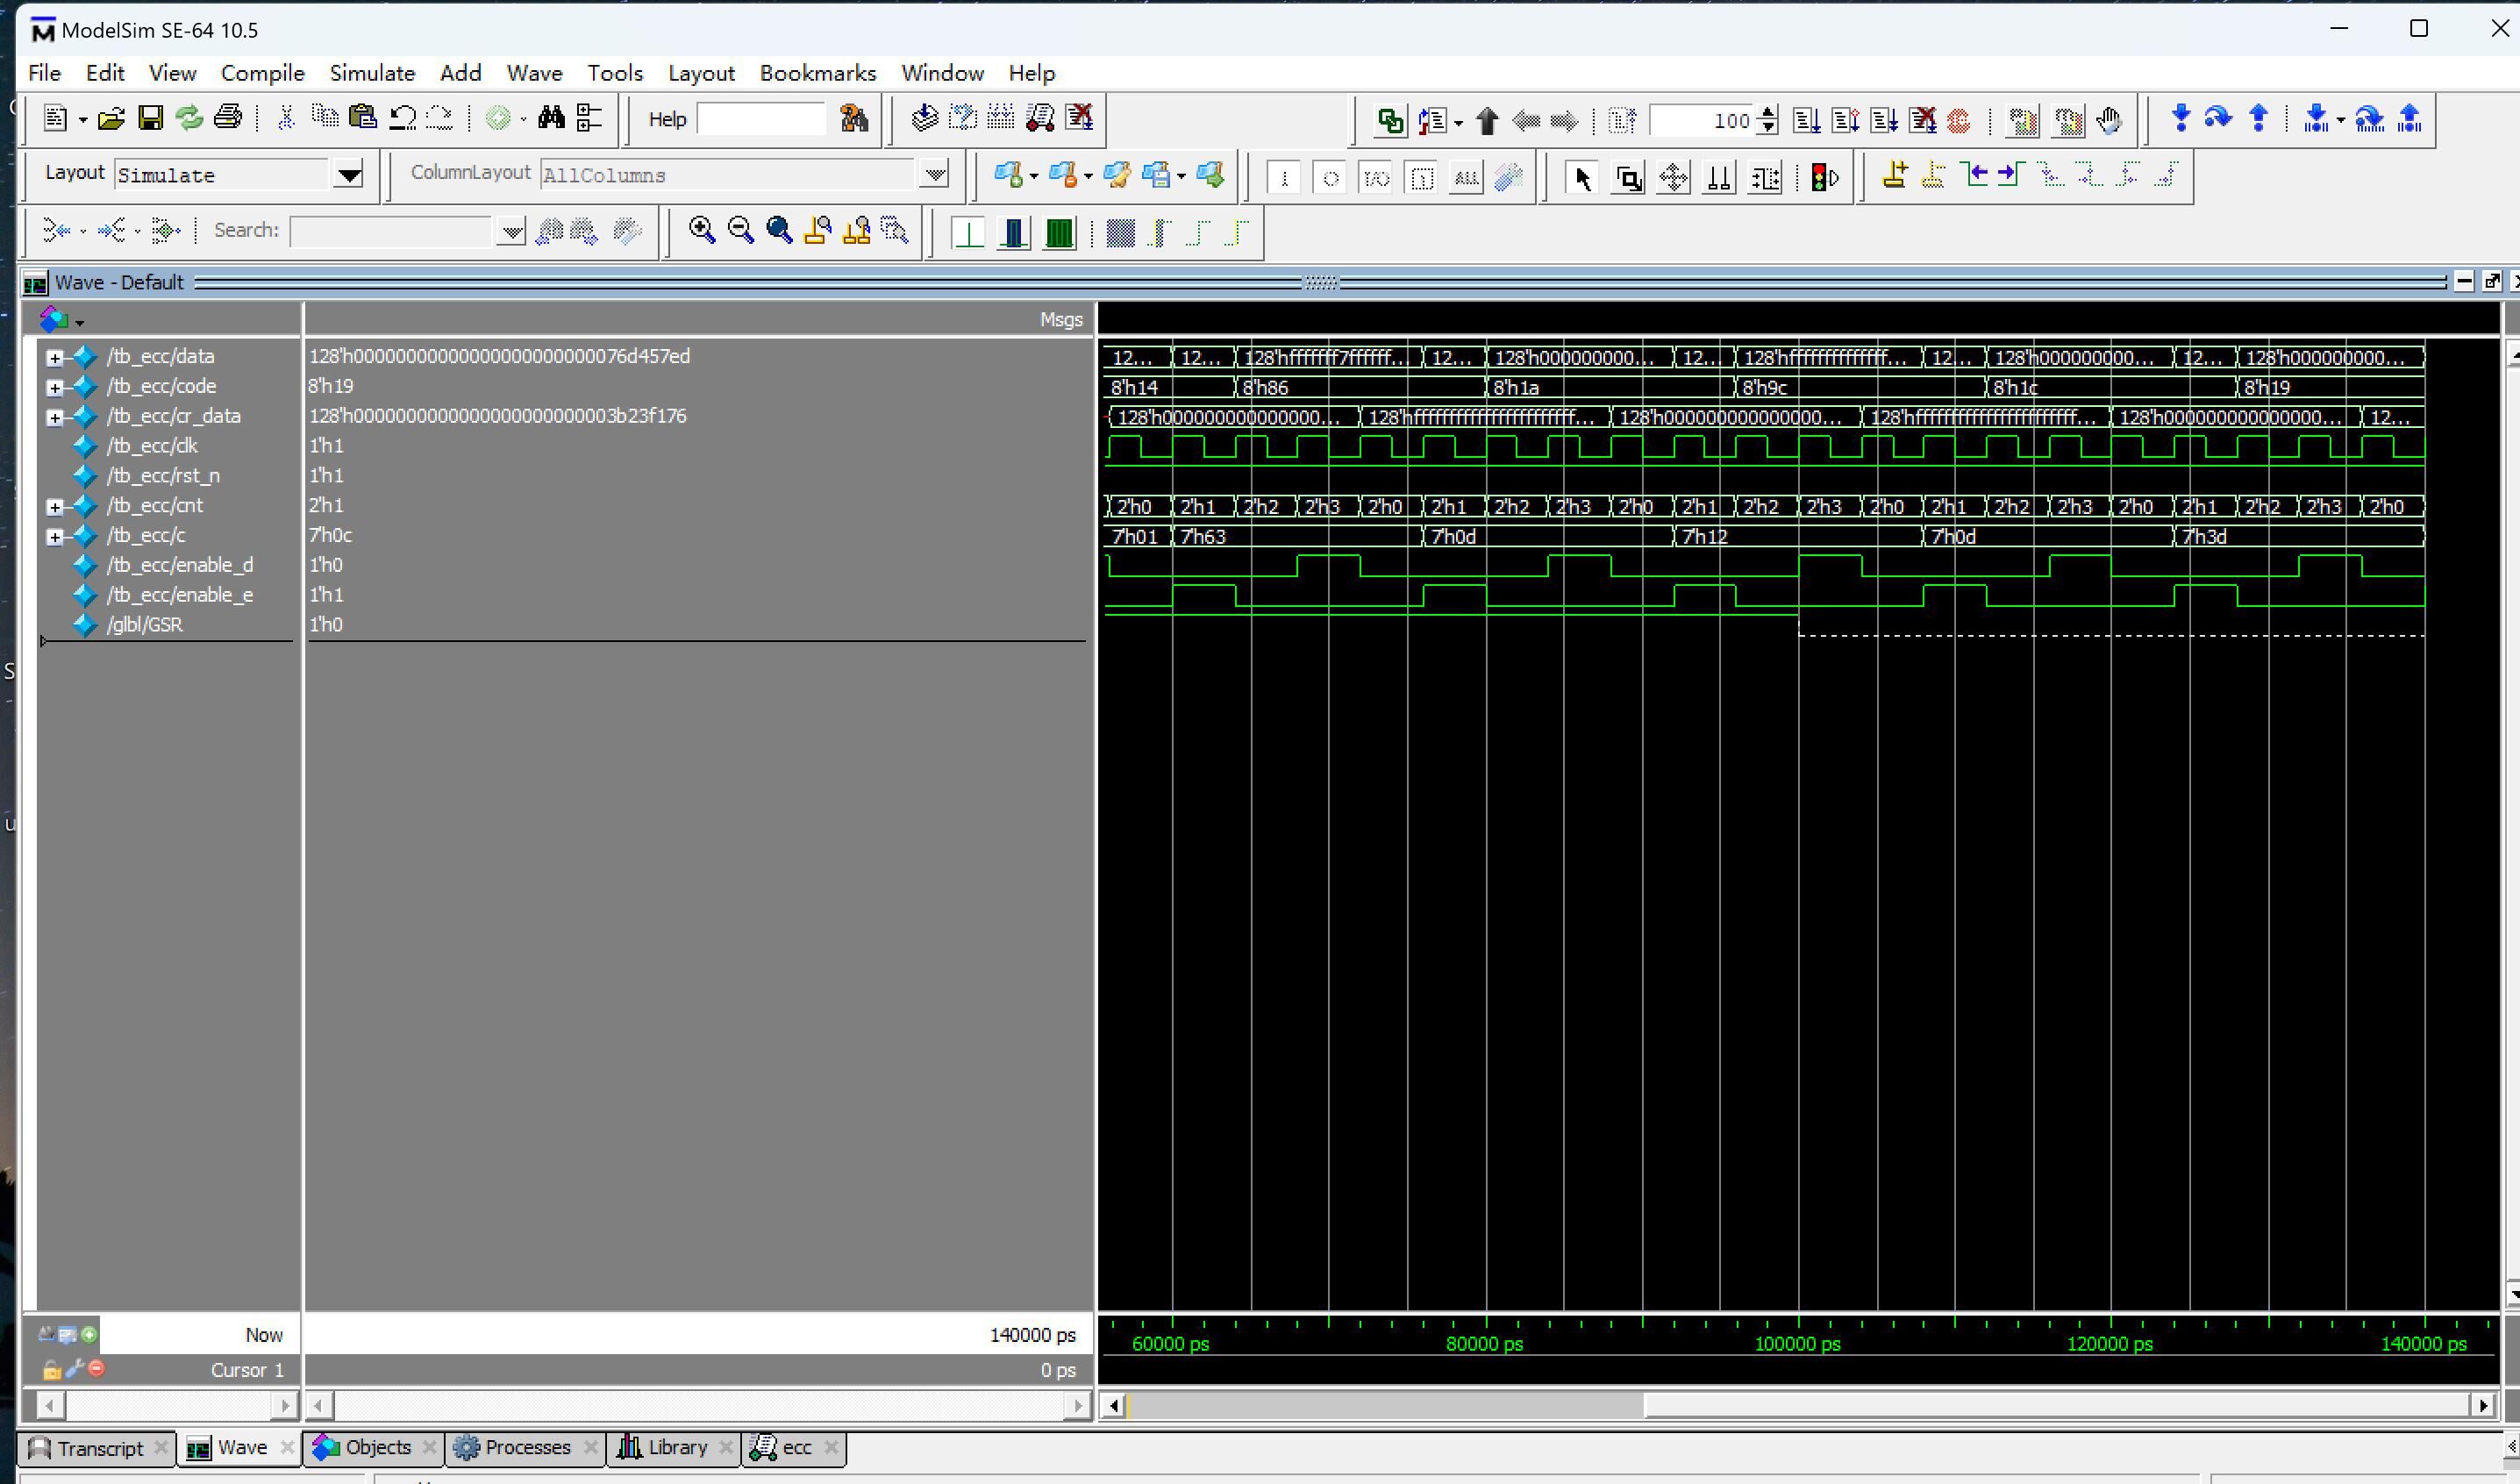 ModelSim SE-64 10.5
File Edit View Compile Simulate Add Wave Tools Layout Bookmarks Window Help
Help 100
Layout Simulate ColumnLayout AllColumns I/O ALL
Search:
Wave - Default
Msgs
/tb_ecc/data 128'h00000000000000000000000076d457ed 12... 12... 128'hfffffff7ffffff... 12... 128'h000000000... 12... 128'hffffffffffffff... 12... 128'h000000000... 12... 128'h000000000...
/tb_ecc/code 8'h19 8'h14 8'h86 8'h1a 8'h9c 8'h1c 8'h19
/tb_ecc/cr_data 128'h0000000000000000000000003b23f176 128'h0000000000000000... 128'hffffffffffffffffffffffff... 128'h0000000000000000... 128'hffffffffffffffffffffffff... 128'h0000000000000000... 12...
/tb_ecc/clk 1'h1
/tb_ecc/rst_n 1'h1
/tb_ecc/cnt 2'h1 2'h0 2'h1 2'h2 2'h3 2'h0 2'h1 2'h2 2'h3 2'h0 2'h1 2'h2 2'h3 2'h0 2'h1 2'h2 2'h3 2'h0 2'h1 2'h2 2'h3 2'h0
/tb_ecc/c 7'h0c 7'h01 7'h63 7'h0d 7'h12 7'h0d 7'h3d
/tb_ecc/enable_d 1'h0
/tb_ecc/enable_e 1'h1
/glbl/GSR 1'h0
Now 140000 ps 60000 ps 80000 ps 100000 ps 120000 ps 140000 ps
Cursor 1 0 ps
Transcript Wave Objects Processes Library ecc